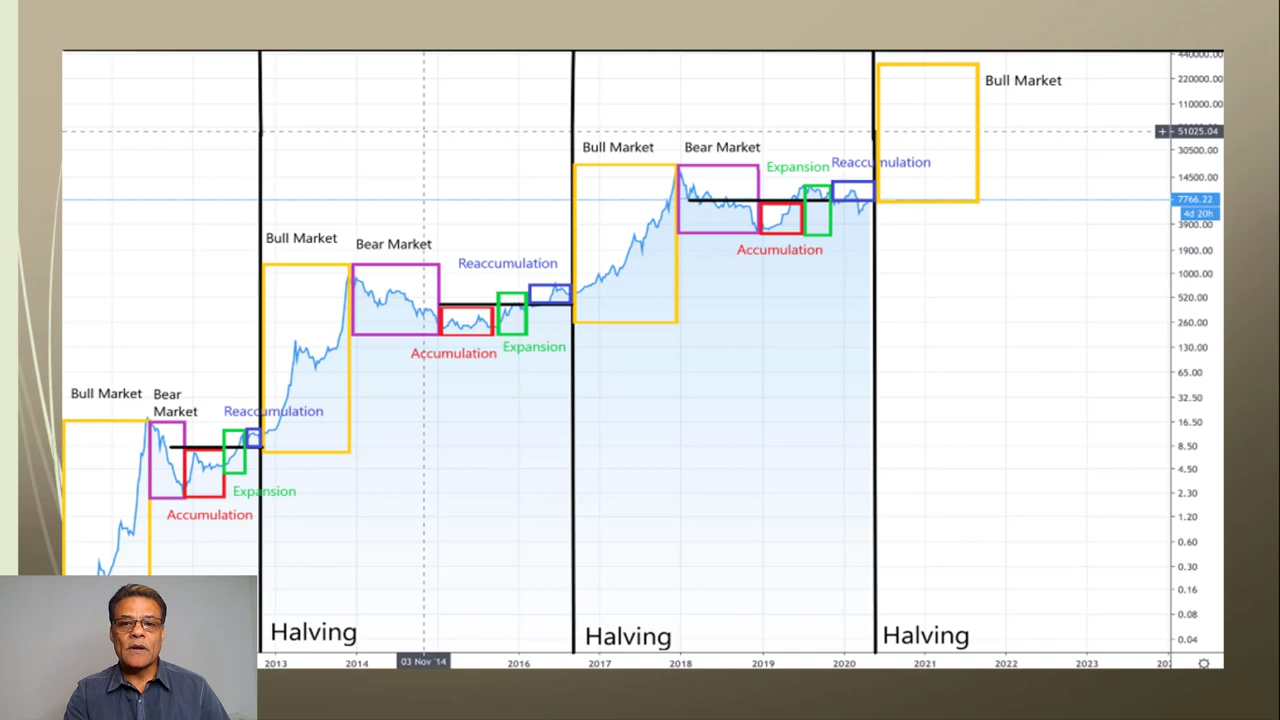 440000.00
Bull Market
220000.00
110000.00
51025.04
Bull Market
Bear Market
30500.00
Expansion
Reaccumulation
14500.00
7766.22
4d 20h
3900.00
Bull Market
Bear Market
Accumulation
1900.00
Reaccumulation
1000.00
520.00
260.00
Accumulation
Expansion
130.00
65.00
Bull Market
Bear
Market
32.50
Reaccumulation
16.50
8.50
4.50
Expansion
2.30
Accumulation
1.20
0.60
0.30
0.16
0.08
Halving
Halving
Halving
0.04
2013
2014
03 Nov '14
2016
2017
2018
2019
2020
2021
2022
2023